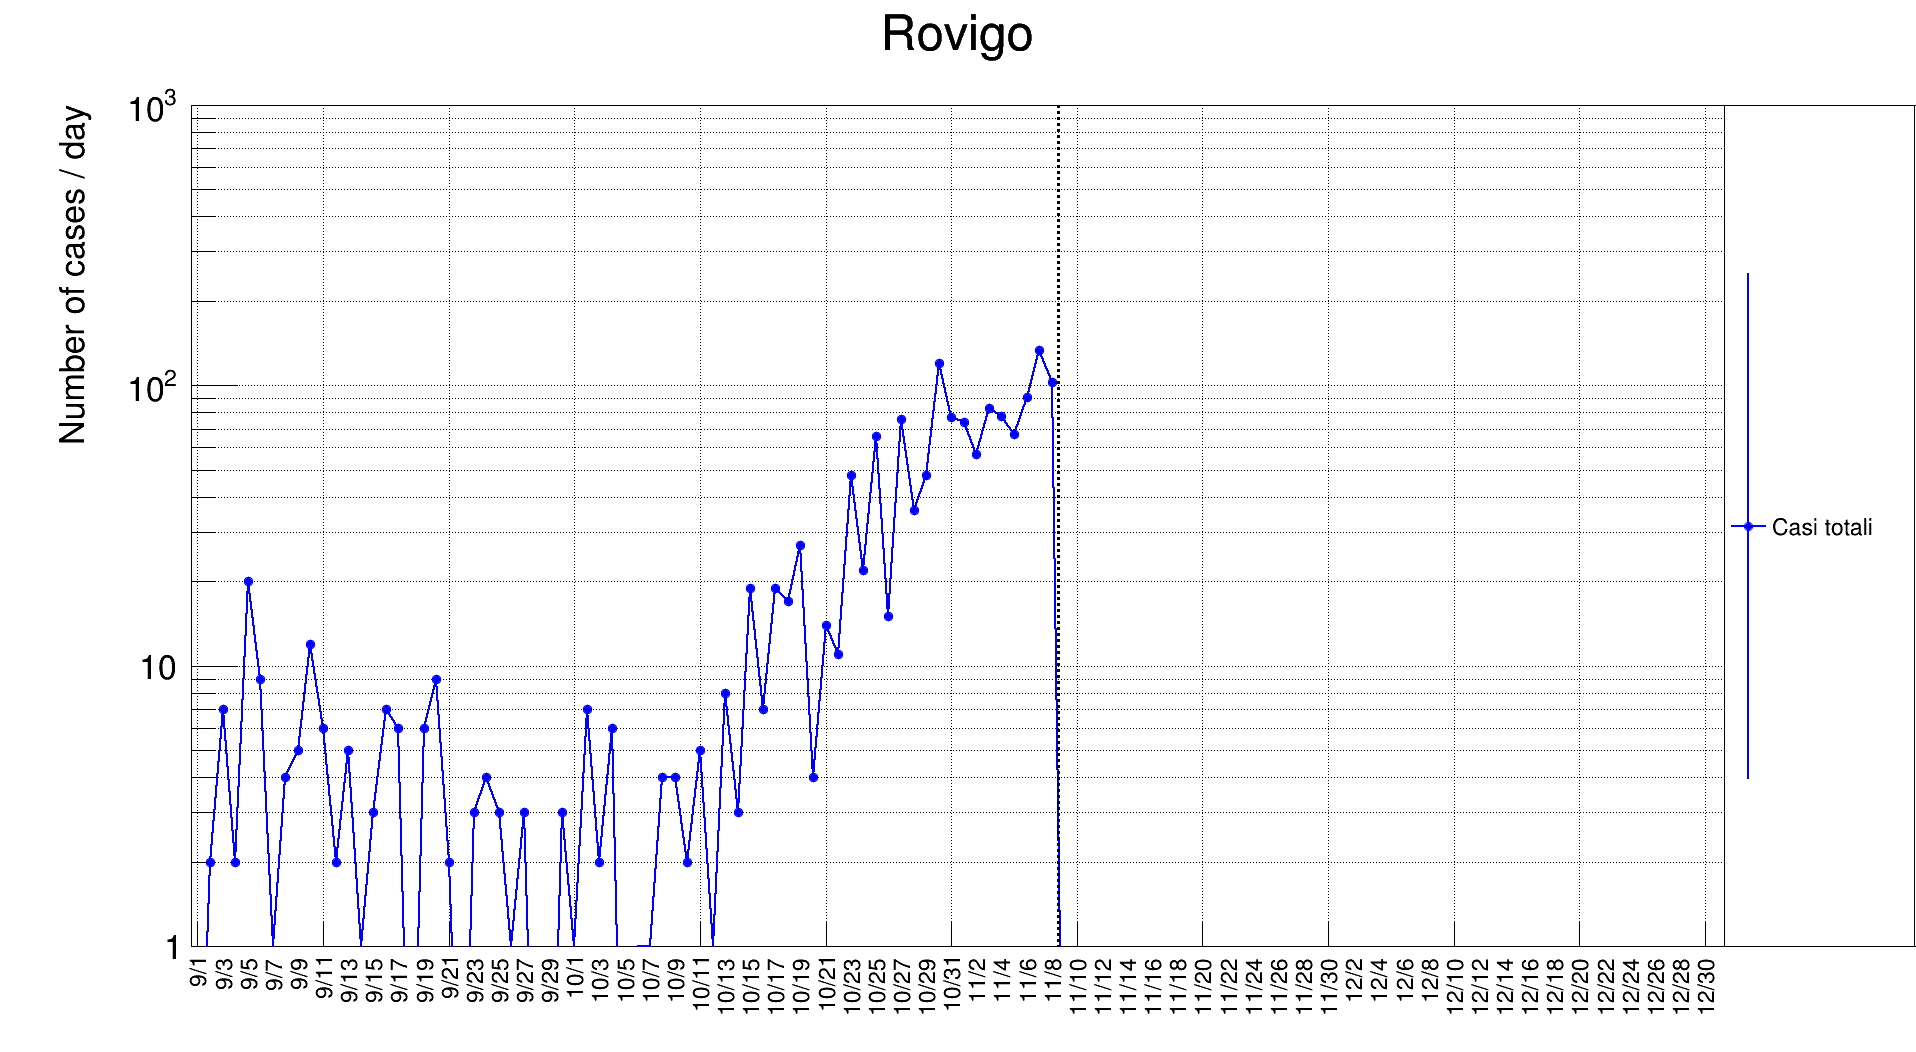 Rovigo
Number of cases / day
10³
10²
10
1
9/1 9/3 9/5 9/7 9/9 9/11 9/13 9/15 9/17 9/19 9/21 9/23 9/25 9/27 9/29 10/1 10/3 10/5 10/7 10/9 10/11 10/13 10/15 10/17 10/19 10/21 10/23 10/25 10/27 10/29 10/31 11/2 11/4 11/6 11/8 11/10 11/12 11/14 11/16 11/18 11/20 11/22 11/24 11/26 11/28 11/30 12/2 12/4 12/6 12/8 12/10 12/12 12/14 12/16 12/18 12/20 12/22 12/24 12/26 12/28 12/30
Casi totali